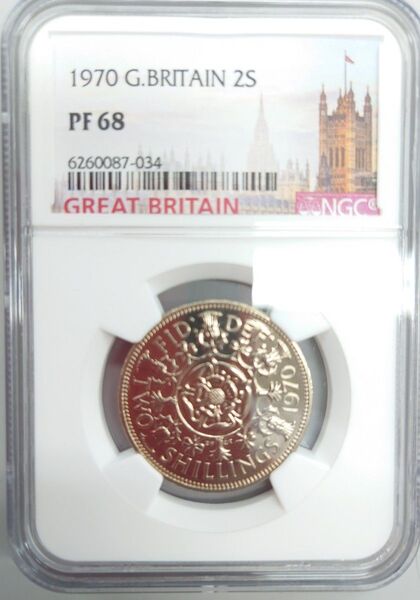 1970 G.BRITAIN 2S
PF 68
6260087-034
GREAT BRITAIN NGC®
FID: DEF
TWO SHILLINGS 1970